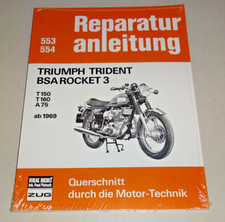 553
554
Reparatur
anleitung
TRIUMPH TRIDENT
BSA ROCKET 3
T 150
T 160
A 75
ab 1969
ZUG
Querschnitt
durch die Motor-Technik